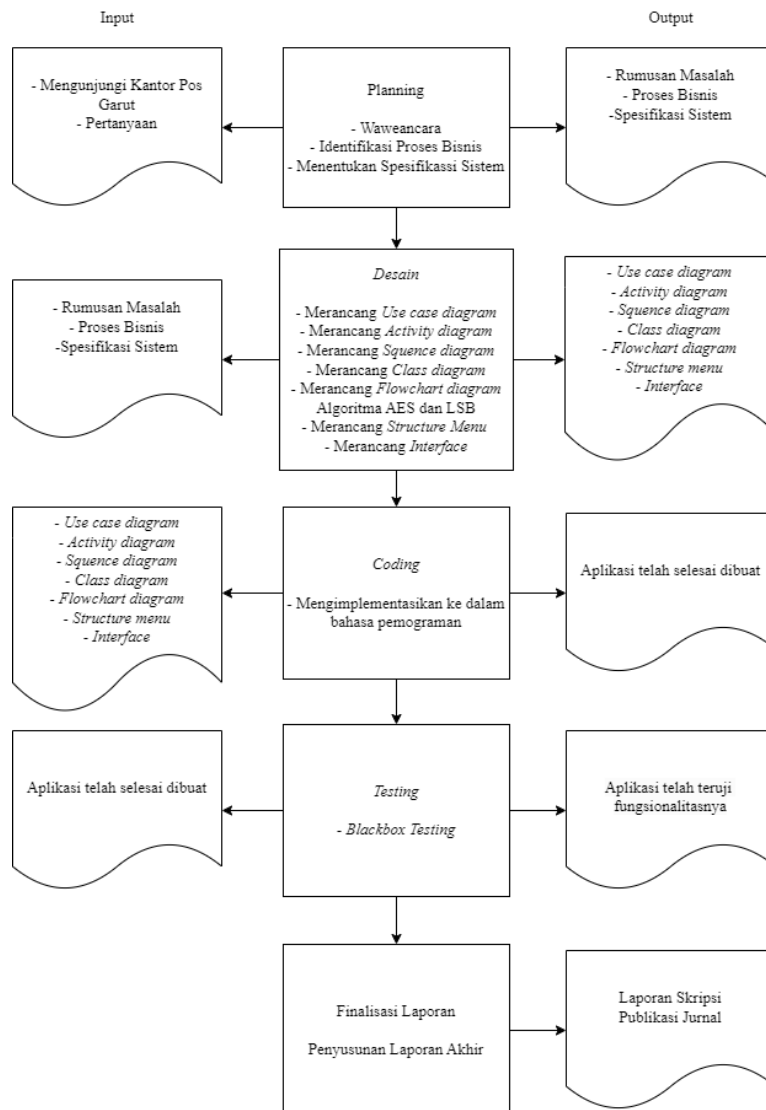 Input
Output
- Mengunjungi Kantor Pos
Garut
- Pertanyaan
Planning
- Waweancara
- Identifikasi Proses Bisnis
- Menentukan Spesifikassi Sistem
- Rumusan Masalah
- Proses Bisnis
-Spesifikasi Sistem
- Rumusan Masalah
- Proses Bisnis
-Spesifikasi Sistem
Desain
- Merancang Use case diagram
- Merancang Activity diagram
- Merancang Squence diagram
- Merancang Class diagram
- Merancang Flowchart diagram
Algoritma AES dan LSB
- Merancang Structure Menu
- Merancang Interface
- Use case diagram
- Activity diagram
- Squence diagram
- Class diagram
- Flowchart diagram
- Structure menu
- Interface
- Use case diagram
- Activity diagram
- Squence diagram
- Class diagram
- Flowchart diagram
- Structure menu
- Interface
Coding
- Mengimplementasikan ke dalam
bahasa pemograman
Aplikasi telah selesai dibuat
Aplikasi telah selesai dibuat
Testing
- Blackbox Testing
Aplikasi telah teruji
fungsionalitasnya
Finalisasi Laporan
Penyusunan Laporan Akhir
Laporan Skripsi
Publikasi Jurnal